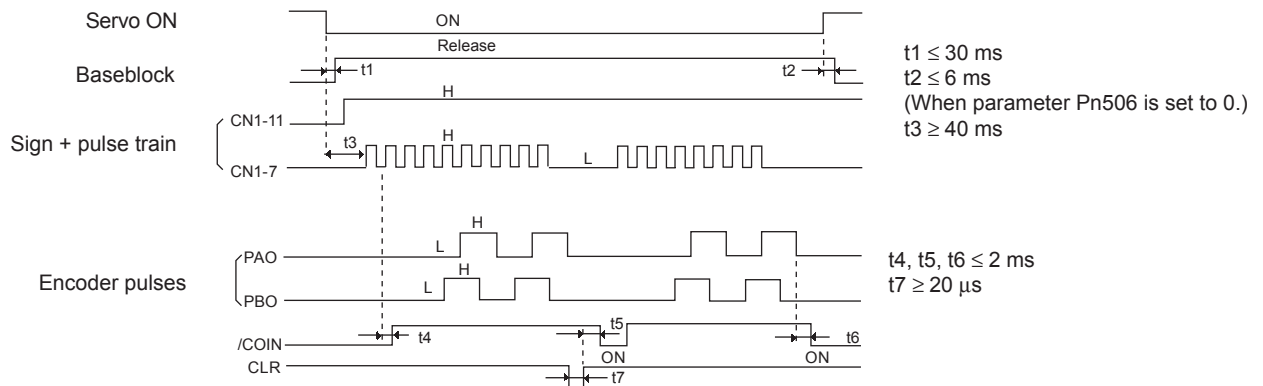 Servo ON
ON
Release
Baseblock
t1
t2
t1 ≤ 30 ms
t2 ≤ 6 ms
(When parameter Pn506 is set to 0.)
t3 ≥ 40 ms
H
CN1-11
Sign + pulse train
t3
H
L
CN1-7
H
L
PAO
H
Encoder pulses
L
PBO
t4, t5, t6 ≤ 2 ms
t7 ≥ 20 μs
t4
t5
t6
/COIN
ON
ON
CLR
t7